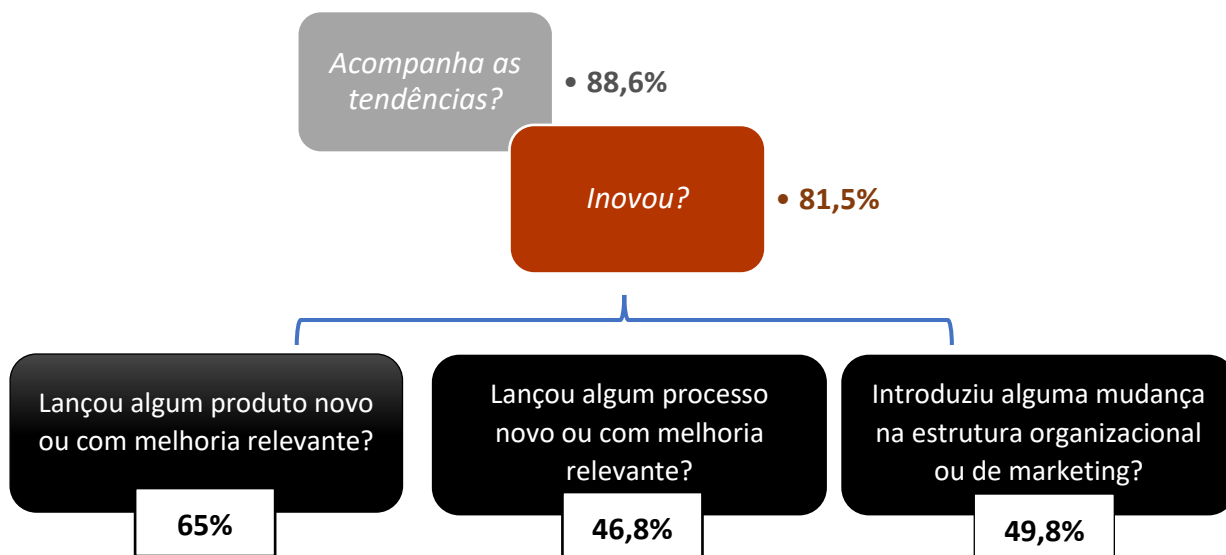 Acompanha as
tendências?
• 88,6%
Inovou?
• 81,5%
Lançou algum produto novo
ou com melhoria relevante?
65%
Lançou algum processo
novo ou com melhoria
relevante?
46,8%
Introduziu alguma mudança
na estrutura organizacional
ou de marketing?
49,8%